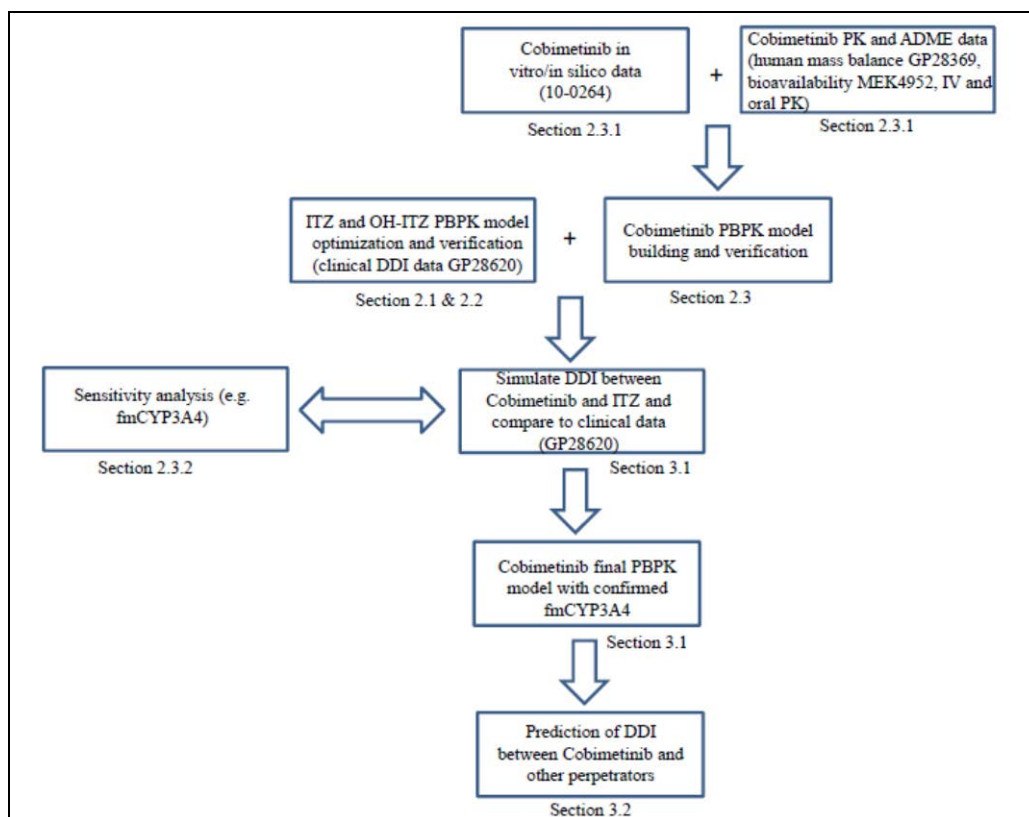 Cobimetinib in
vitro/in silico data
(10-0264)
Section 2.3.1
+
Cobimetinib PK and ADME data
(human mass balance GP28369,
bioavailability MEK4952, IV and
oral PK)
Section 2.3.1
ITZ and OH-ITZ PBPK model
optimization and verification
(clinical DDI data GP28620)
Section 2.1 & 2.2
+
Cobimetinib PBPK model
building and verification
Section 2.3
Sensitivity analysis (e.g.
fmCYP3A4)
Section 2.3.2
Simulate DDI between
Cobimetinib and ITZ and
compare to clinical data
(GP28620)
Section 3.1
Cobimetinib final PBPK
model with confirmed
fmCYP3A4
Section 3.1
Prediction of DDI
between Cobimetinib and
other perpetrators
Section 3.2